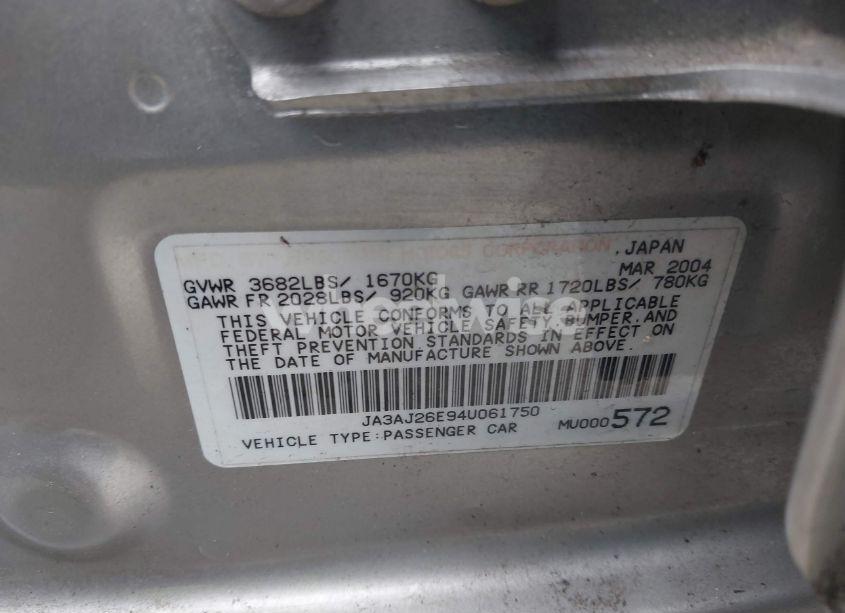 CORPORATION, JAPAN
MAR 2004
GVWR 3682LBS/ 1670KG
GAWR FR 2028LBS/ 920KG GAWR RR 1720LBS/ 780KG
THIS VEHICLE CONFORMS TO ALL APPLICABLE
FEDERAL MOTOR VEHICLE SAFETY, BUMPER, AND
THEFT PREVENTION STANDARDS IN EFFECT ON
THE DATE OF MANUFACTURE SHOWN ABOVE.
JA3AJ26E94U061750
VEHICLE TYPE:PASSENGER CAR MU000572